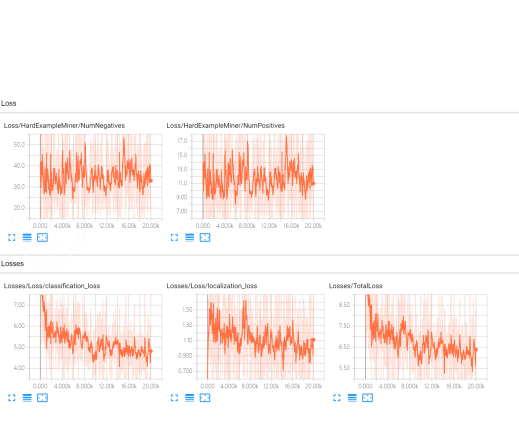 Loss
Loss/HardExampleMiner/NumNegatives
Loss/HardExampleMiner/NumPositives
50.0
40.0
30.0
20.0
0.000 4.000k 8.000k 12.00k 16.00k 20.00k
17.0
15.0
13.0
11.0
9.00
7.00
0.000 4.000k 8.000k 12.00k 16.00k 20.00k
Losses
Losses/Loss/classification_loss
Losses/Loss/localization_loss
Losses/TotalLoss
7.00
6.00
5.00
4.00
0.000 4.000k 8.000k 12.00k 16.00k 20.00k
1.50
1.30
1.10
0.900
0.700
0.000 4.000k 8.000k 12.00k 16.00k 20.00k
8.50
7.50
6.50
5.50
0.000 4.000k 8.000k 12.00k 16.00k 20.00k